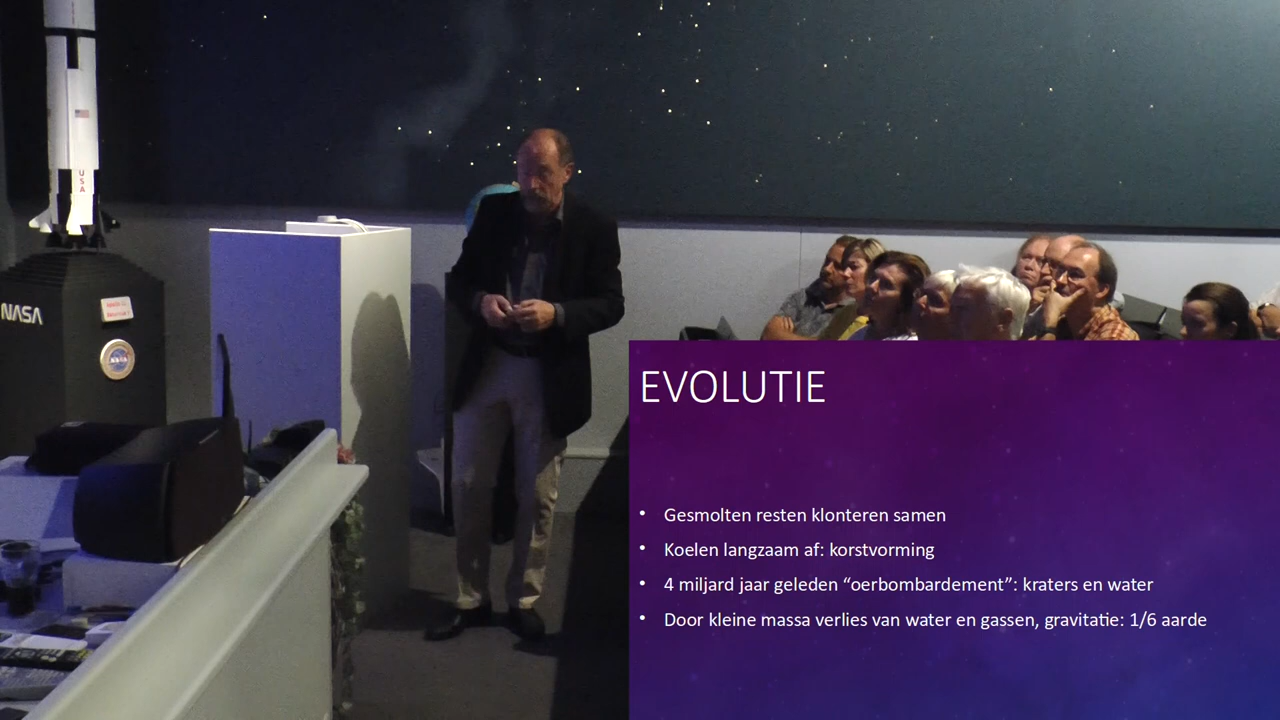 USA
NASA
EVOLUTIE
• Gesmolten resten klonteren samen
• Koelen langzaam af: korstvorming
• 4 miljard jaar geleden “oerbombardement”: kraters en water
• Door kleine massa verlies van water en gassen, gravitatie: 1/6 aarde